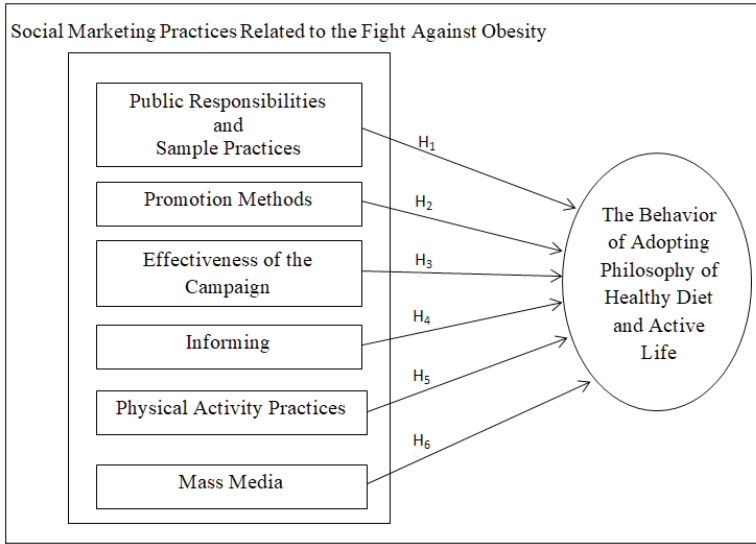 Social Marketing Practices Related to the Fight Against Obesity
Public Responsibilities
and
Sample Practices
H1
Promotion Methods
H2
Effectiveness of the
Campaign
H3
Informing
H4
Physical Activity Practices
H5
Mass Media
H6
The Behavior
of Adopting
Philosophy of
Healthy Diet
and Active
Life